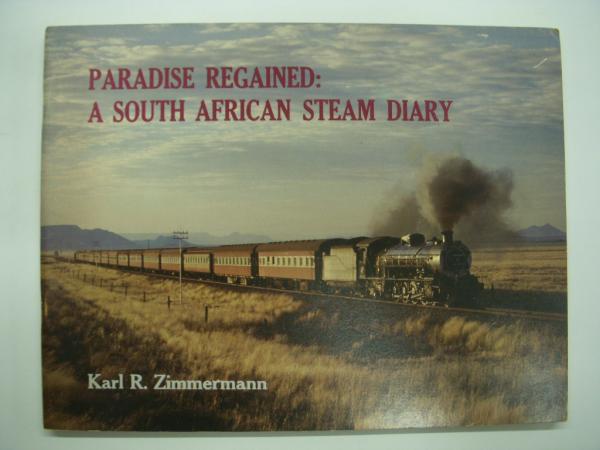 PARADISE REGAINED:
A SOUTH AFRICAN STEAM DIARY
Karl R. Zimmermann